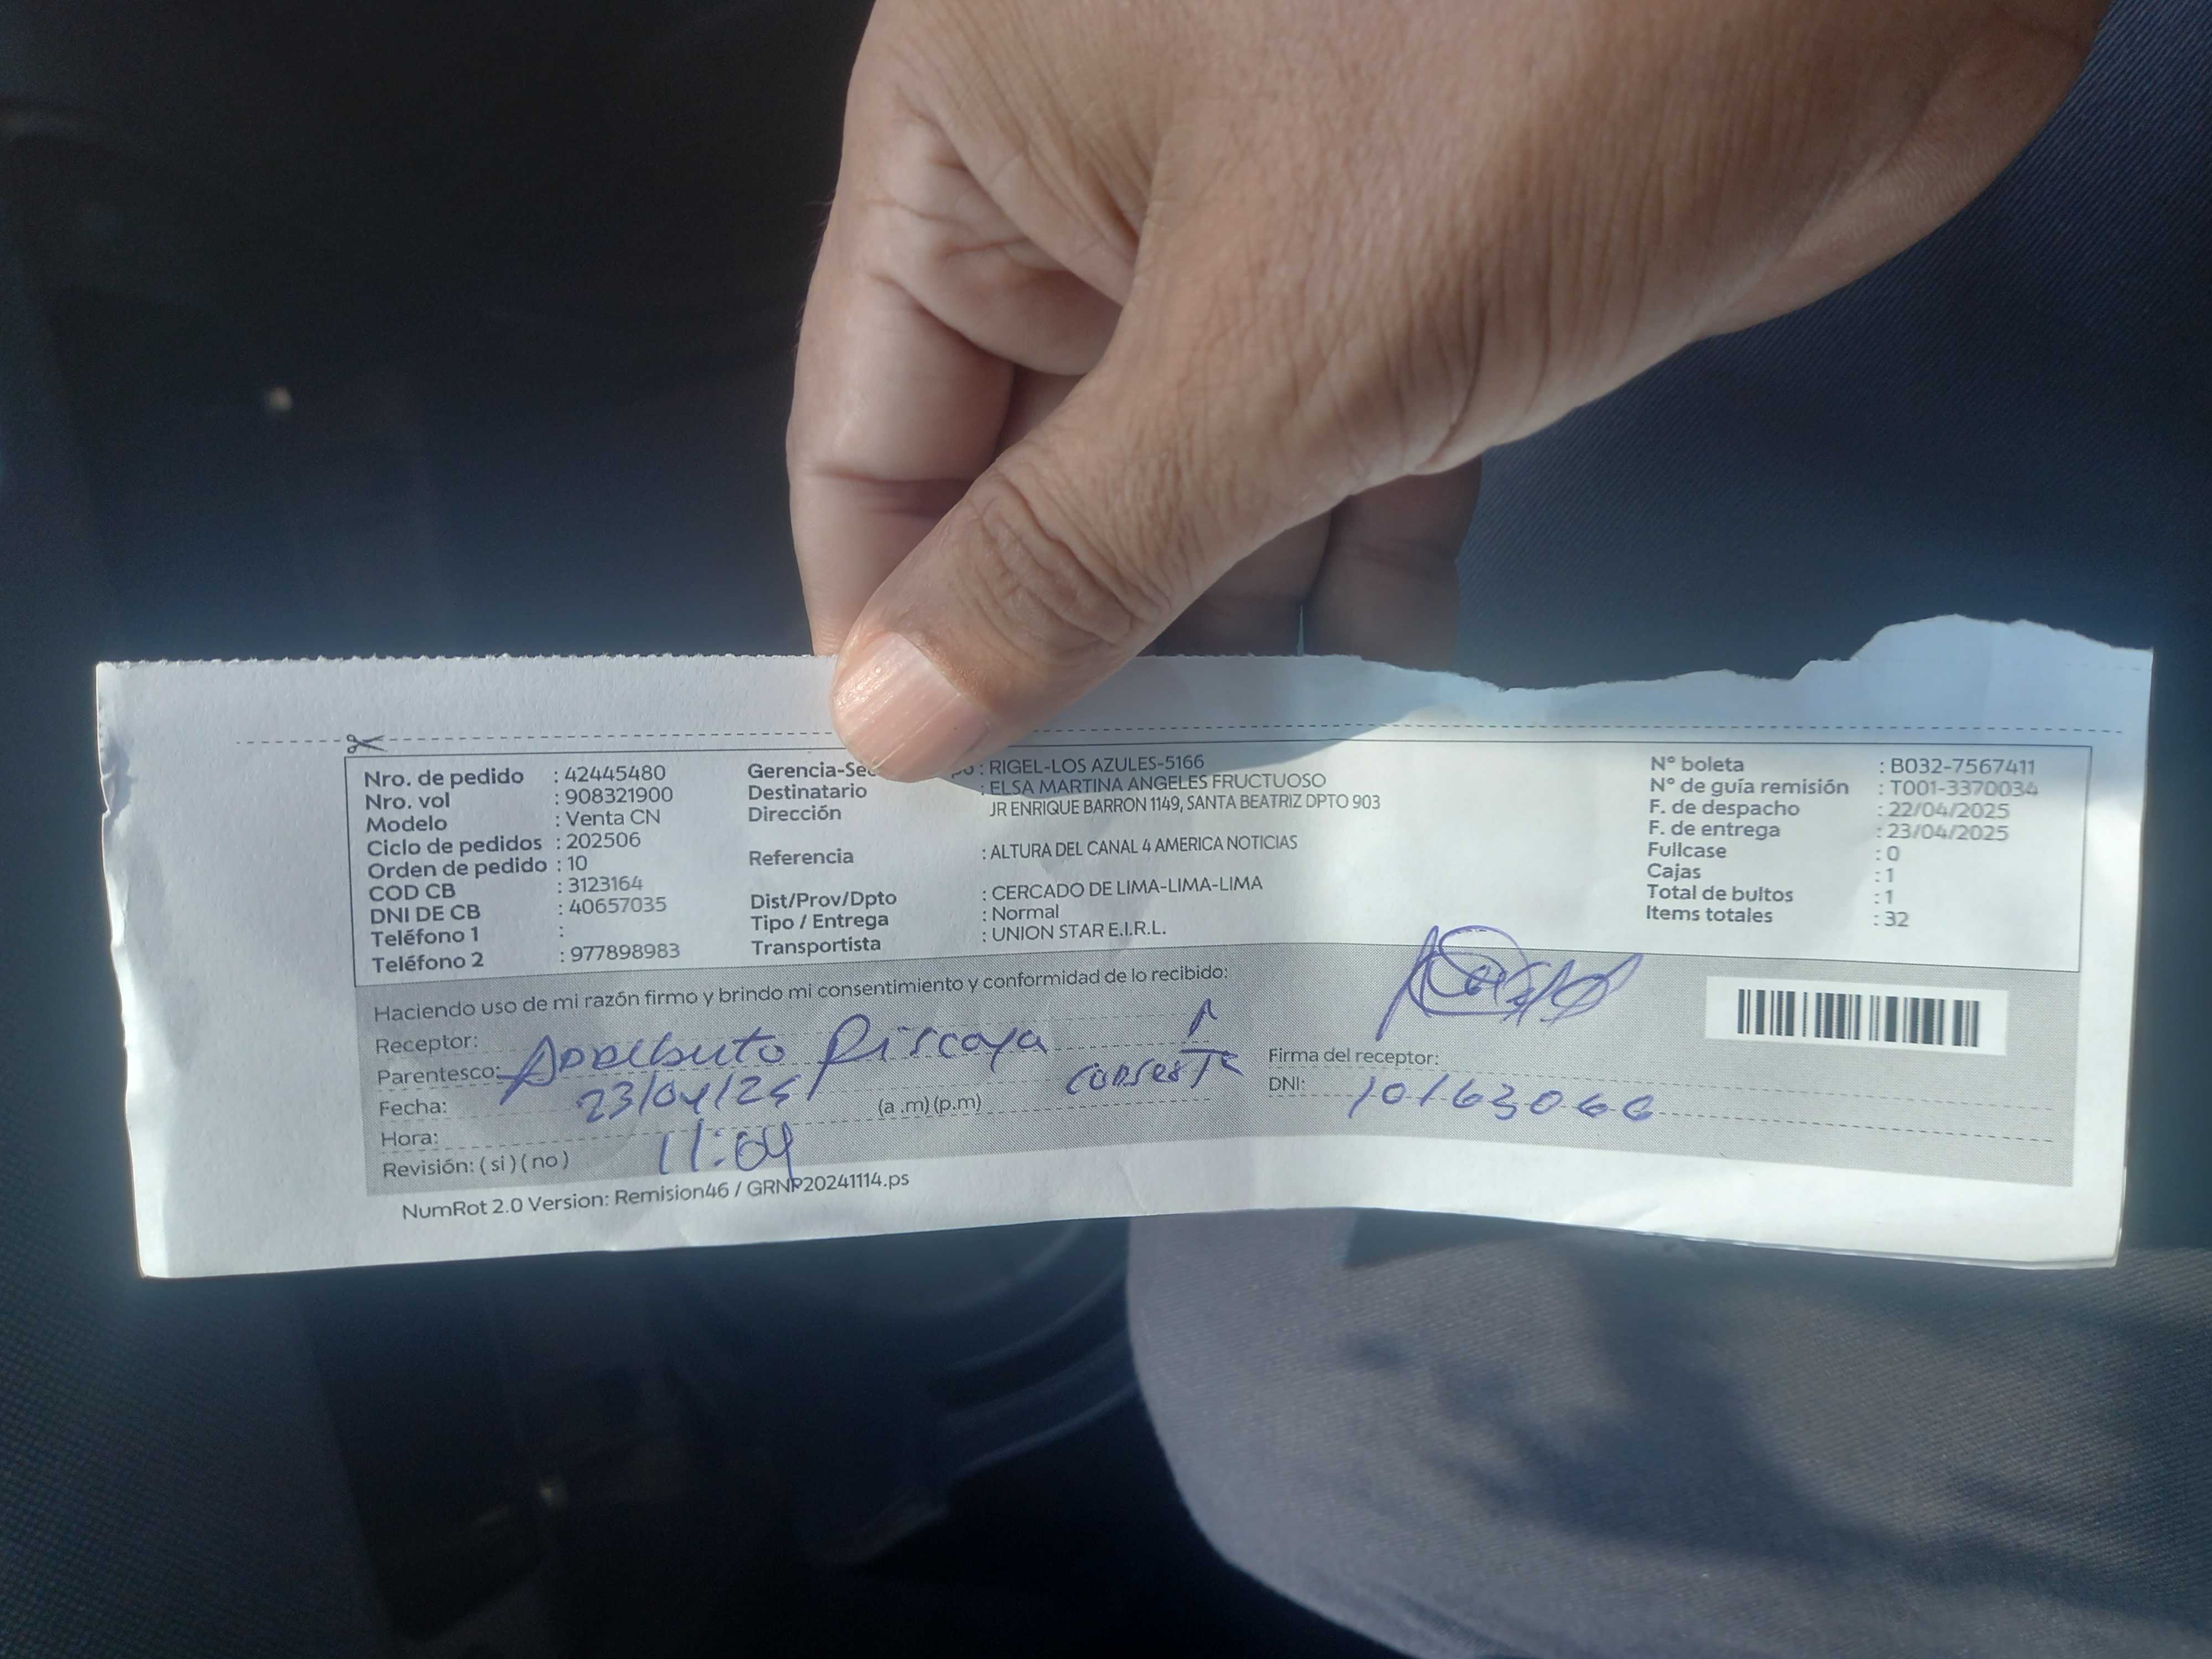 Nro. de pedido : 42445480
Nro. vol : 908321900
Modelo : Venta CN
Ciclo de pedidos : 202506
Orden de pedido : 10
COD CB : 3123164
DNI DE CB : 40657035
Teléfono 1 :
Teléfono 2 : 977898983
Gerencia-Sec : RIGEL-LOS AZULES-5166
Destinatario : ELSA MARTINA ANGELES FRUCTUOSO
Dirección JR ENRIQUE BARRON 1149, SANTA BEATRIZ DPTO 903
Referencia : ALTURA DEL CANAL 4 AMERICA NOTICIAS
Dist/Prov/Dpto : CERCADO DE LIMA-LIMA-LIMA
Tipo / Entrega : Normal
Transportista : UNION STAR E.I.R.L.
N° boleta : B032-7567411
N° de guía remisión : T001-3370034
F. de despacho : 22/04/2025
F. de entrega : 23/04/2025
Fullcase : 0
Cajas : 1
Total de bultos : 1
Items totales : 32
Haciendo uso de mi razón firmo y brindo mi consentimiento y conformidad de lo recibido:
Receptor:
Parentesco: Piscoya
Fecha: 23/04/25 (a .m) (p.m)
Hora: 11:04
Revisión: ( si ) ( no )
Firma del receptor:
DNI: 10163066
NumRot 2.0 Version: Remision46 / GRNP20241114.ps